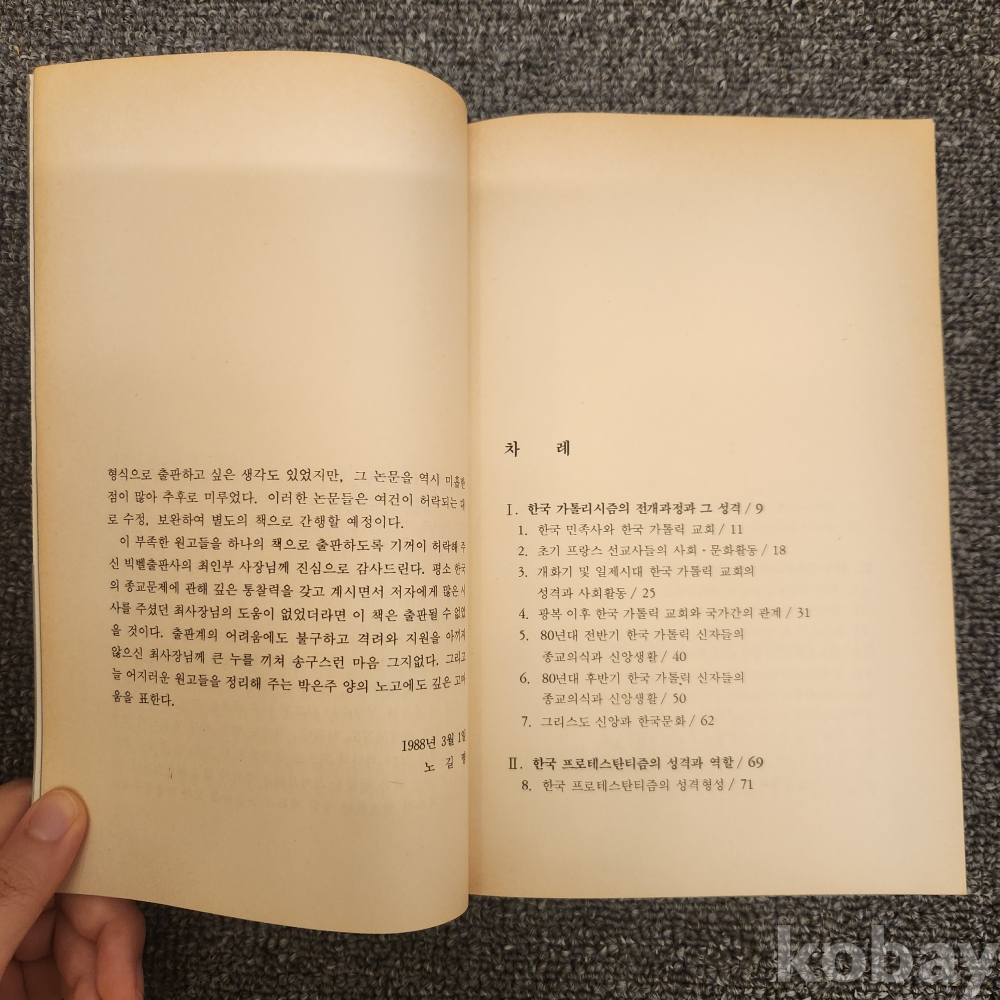 형식으로 출판하고 싶은 생각도 있었지만, 그 논문들 역시 미흡한
점이 많아 추후로 미루었다. 이러한 논문들은 여건이 허락되는 대
로 수정, 보완하여 별도의 책으로 간행할 예정이다.
이 부족한 원고들을 하나의 책으로 출판하도록 기꺼이 허락해 주
신 빅벨출판사의 최인부 사장님께 진심으로 감사드린다. 평소 한국
의 종교문제에 관해 깊은 통찰력을 갖고 계시면서 저자에게 많은 시
사를 주셨던 최사장님의 도움이 없었더라면 이 책은 출판될 수 없었
을 것이다. 출판계의 어려움에도 불구하고 격려와 지원을 아끼지
않으신 최사장님께 큰 누를 끼쳐 송구스런 마음 그지없다. 그리고
늘 어지러운 원고들을 정리해 주는 박은주 양의 노고에도 깊은 고마
움을 표한다.
1988년 3월 1일
노 길
차 례
Ⅰ. 한국 가톨리시즘의 전개과정과 그 성격 / 9
1. 한국 민족사와 한국 가톨릭 교회 / 11
2. 초기 프랑스 선교사들의 사회·문화활동 / 18
3. 개화기 및 일제시대 한국 가톨릭 교회의
성격과 사회활동 / 25
4. 광복 이후 한국 가톨릭 교회와 국가간의 관계 / 31
5. 80년대 전반기 한국 가톨릭 신자들의
종교의식과 신앙생활 / 40
6. 80년대 후반기 한국 가톨릭 신자들의
종교의식과 신앙생활 / 50
7. 그리스도 신앙과 한국문화 / 62
Ⅱ. 한국 프로테스탄티즘의 성격과 역할 / 69
8. 한국 프로테스탄티즘의 성격형성 / 71
kobay